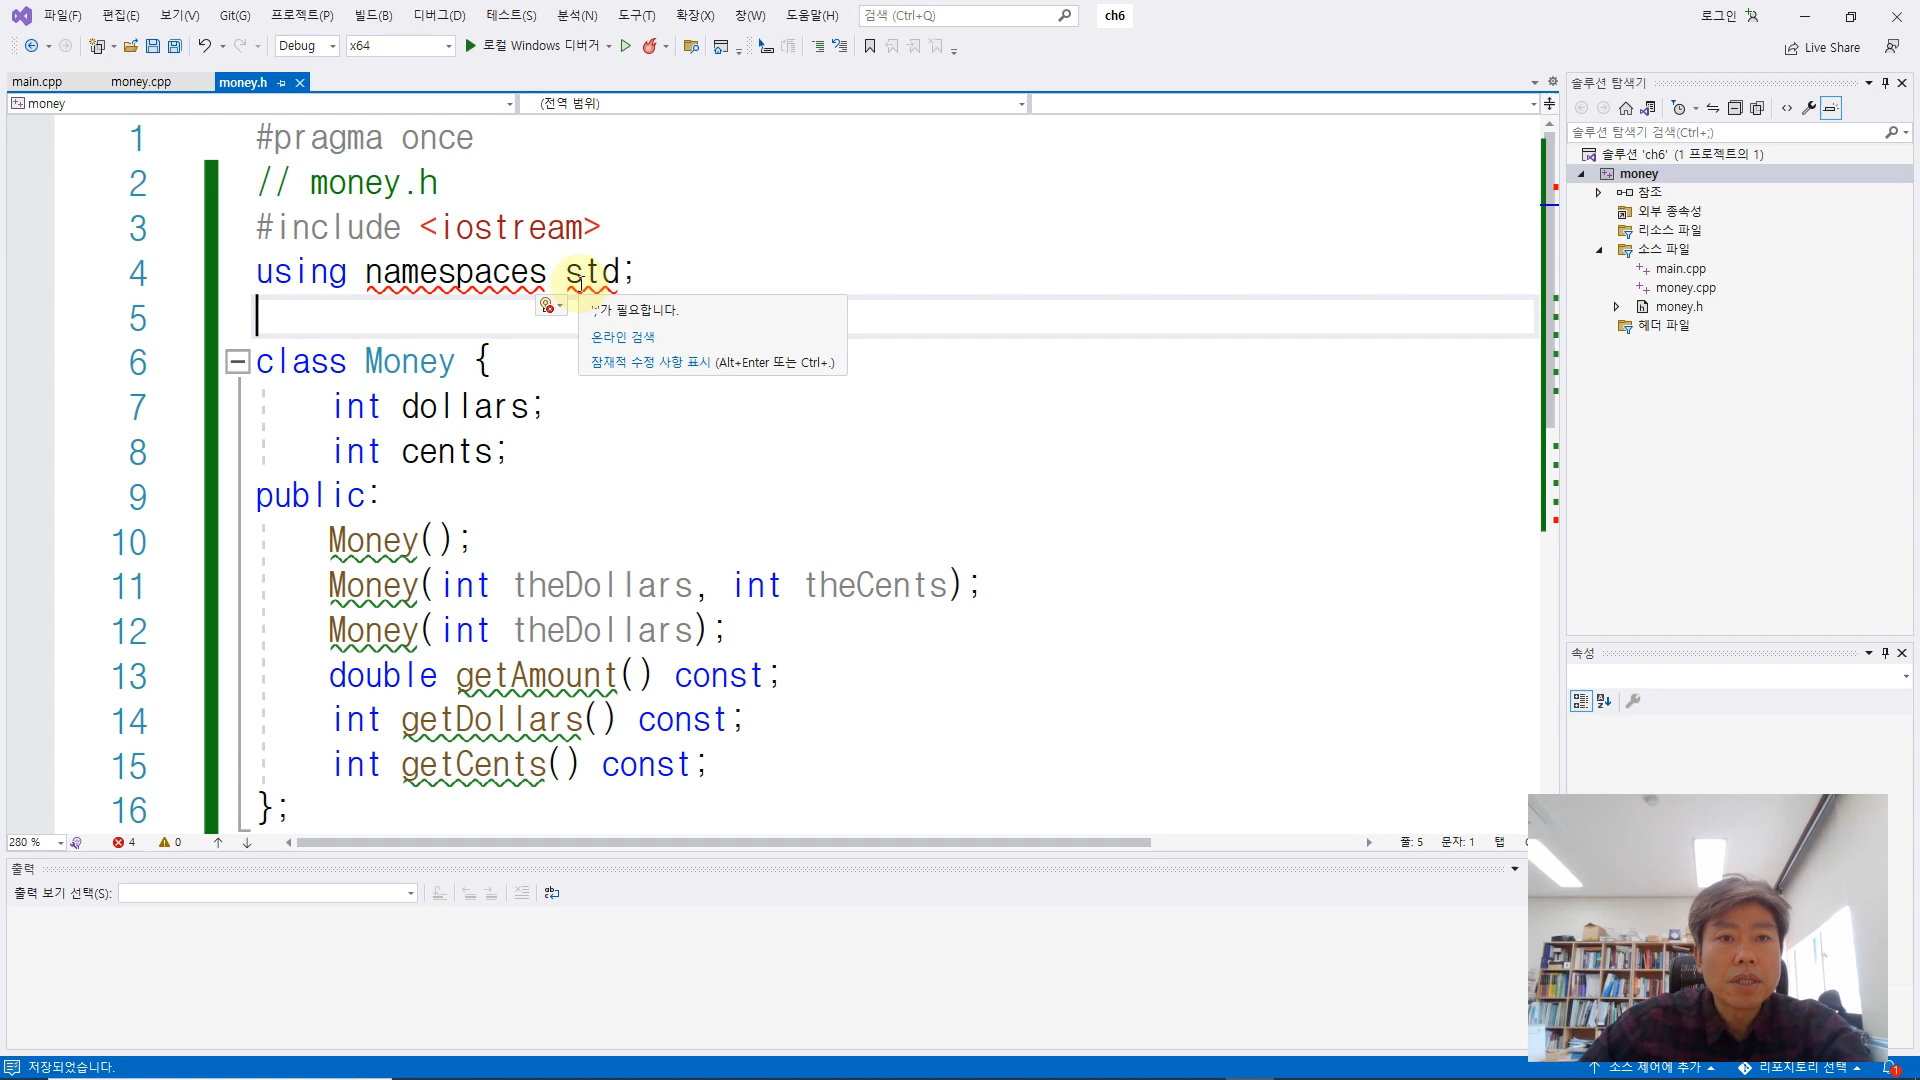 파일(F) 편집(E) 보기(V) Git(G) 프로젝트(P) 빌드(B) 디버그(D) 테스트(S) 분석(N) 도구(T) 확장(X) 창(W) 도움말(H) 검색 (Ctrl+Q) ch6 로그인
Debug x64 로컬 Windows 디버거 Live Share
main.cpp money.cpp money.h
money (전역 범위)
1 #pragma once
2 // money.h
3 #include <iostream>
4 using namespaces std;
5
6 class Money {
7 int dollars;
8 int cents;
9 public:
10 Money();
11 Money(int theDollars, int theCents);
12 Money(int theDollars);
13 double getAmount() const;
14 int getDollars() const;
15 int getCents() const;
16 };
';'가 필요합니다.
온라인 검색
잠재적 수정 사항 표시 (Alt+Enter 또는 Ctrl+.)
280 % 4 0 줄: 5 문자: 1 탭
출력
출력 보기 선택(S):
솔루션 탐색기
솔루션 탐색기 검색(Ctrl+;)
솔루션 'ch6' (1 프로젝트의 1)
money
참조
외부 종속성
리소스 파일
소스 파일
main.cpp
money.cpp
money.h
헤더 파일
속성
저장되었습니다. 소스 제어에 추가 리포지토리 선택 1